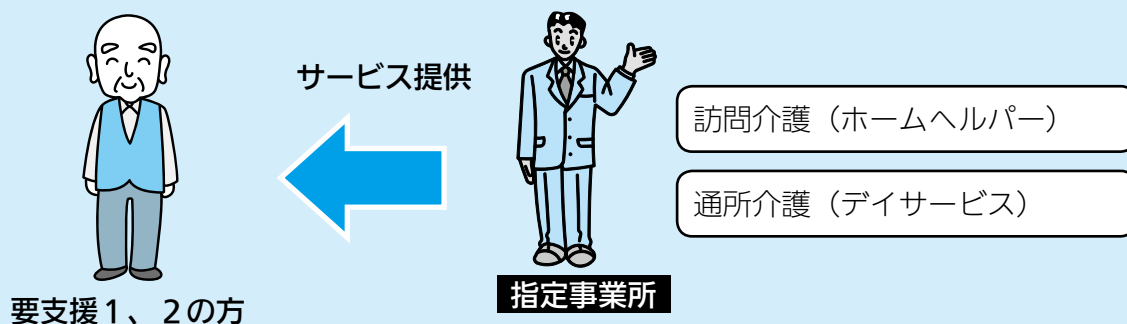 サービス提供
訪問介護（ホームヘルパー）
通所介護（デイサービス）
指定事業所
要支援１、２の方